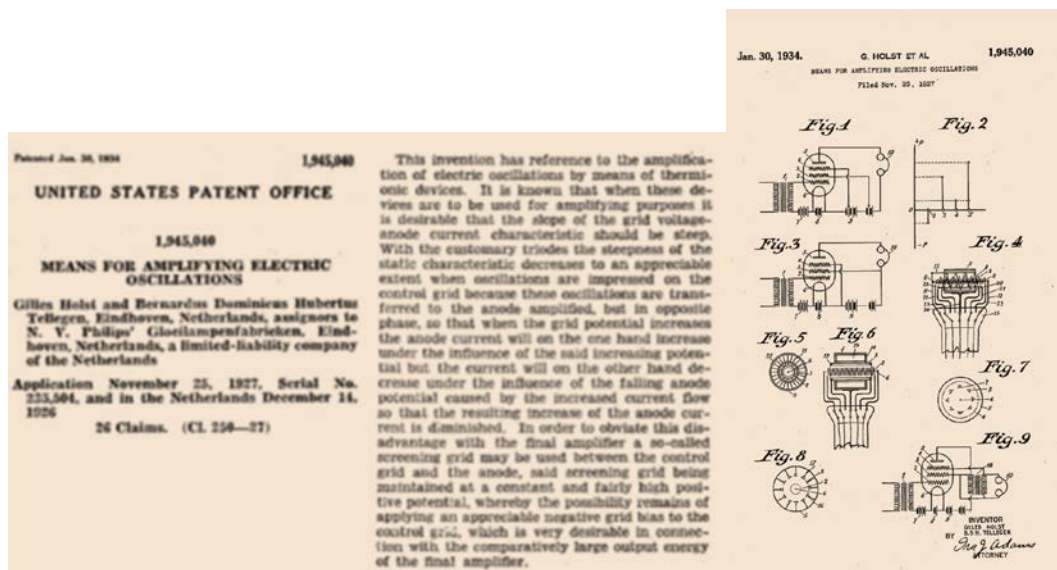 Patented Jan. 30, 1934 1,945,040
UNITED STATES PATENT OFFICE
1,945,040
MEANS FOR AMPLIFYING ELECTRIC
OSCILLATIONS
Gilles Holst and Bernardus Dominicus Hubertus
Tellegen, Eindhoven, Netherlands, assignors to
N. V. Philips' Gloeilampenfabrieken, Eind-
hoven, Netherlands, a limited-liability company
of the Netherlands
Application November 25, 1927, Serial No.
235,504, and in the Netherlands December 14,
1926
26 Claims. (Cl. 250—27)
This invention has reference to the amplifica-
tion of electric oscillations by means of thermi-
onic devices. It is known that when these de-
vices are to be used for amplifying purposes it
is desirable that the slope of the grid voltage-
anode current characteristic should be steep.
With the customary triodes the steepness of the
static characteristic decreases to an appreciable
extent when oscillations are impressed on the
control grid because these oscillations are trans-
ferred to the anode amplified, but in opposite
phase, so that when the grid potential increases
the anode current will on the one hand increase
under the influence of the said increasing poten-
tial but the current will on the other hand de-
crease under the influence of the falling anode
potential caused by the increased current flow
so that the resulting increase of the anode cur-
rent is diminished. In order to obviate this dis-
advantage with the final amplifier a so-called
screening grid may be used between the control
grid and the anode, said screening grid being
maintained at a constant and fairly high posi-
tive potential, whereby the possibility remains of
applying an appreciable negative grid bias to the
control grid, which is very desirable in connec-
tion with the comparatively large output energy
of the final amplifier.
Jan. 30, 1934. G. HOLST ET AL 1,945,040
MEANS FOR AMPLIFYING ELECTRIC OSCILLATIONS
Filed Nov. 25, 1927
Fig.1 Fig.2
Fig.3 Fig.4
Fig.5 Fig.6
Fig.7
Fig.8 Fig.9
INVENTOR
GILLES HOLST
B.D.H. TELLEGEN
BY
ATTORNEY